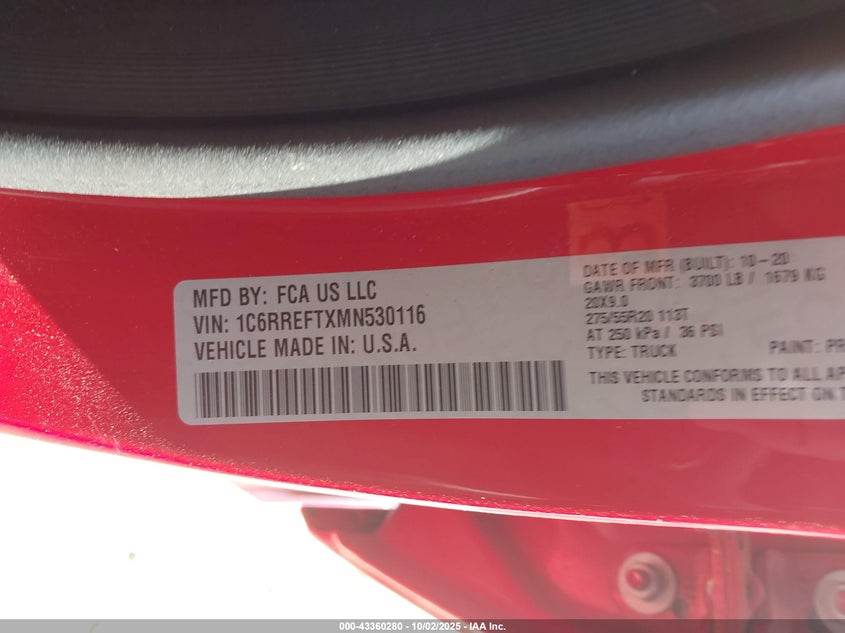 MFD BY: FCA US LLC
VIN: 1C6RREFTXMN530116
VEHICLE MADE IN: U.S.A.
DATE OF MFR (BUILT): 10-20
GAWR FRONT: 3700 LB / 1679 KG
20X9.0
275/55R20 113T
AT 250 kPa / 36 PSI
TYPE: TRUCK PAINT: PR
THIS VEHICLE CONFORMS TO ALL AP
STANDARDS IN EFFECT ON T
000-43360280 - 10/02/2025 - IAA Inc.